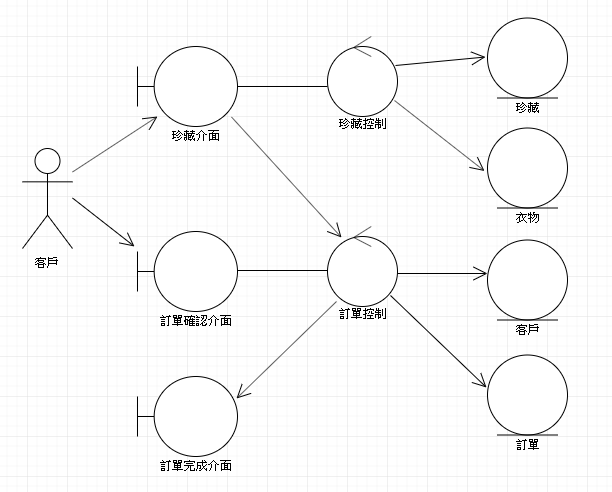 珍藏
珍藏介面
珍藏控制
衣物
客戶
訂單確認介面
訂單控制
客戶
訂單
訂單完成介面